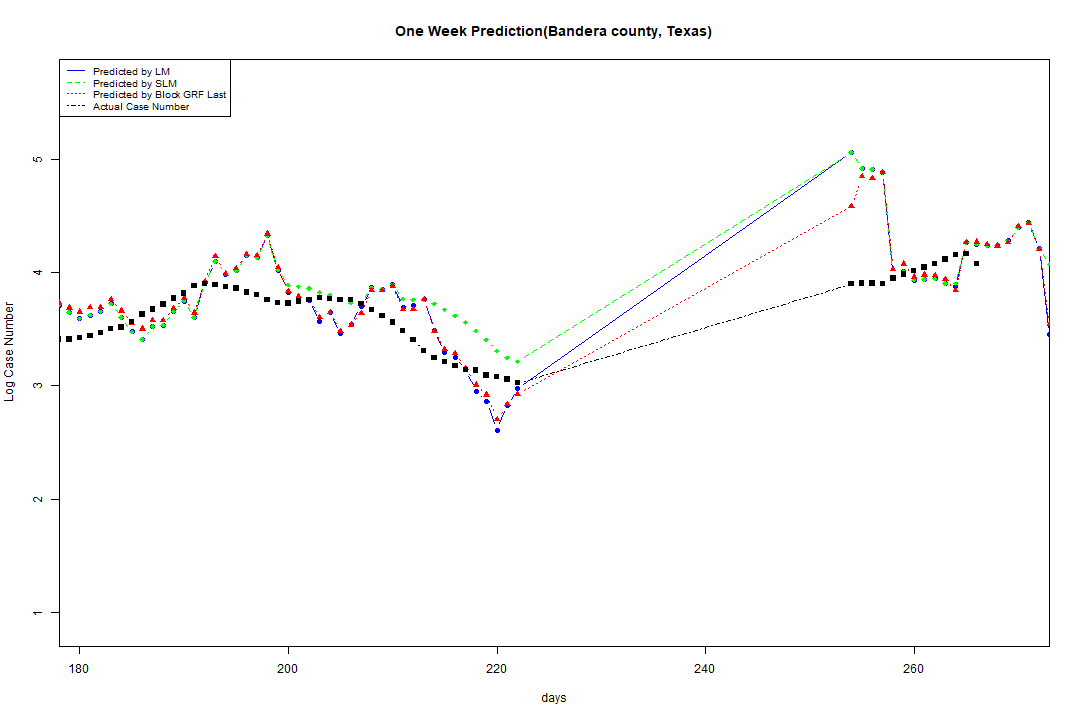 One Week Prediction(Bandera county, Texas)
Predicted by LM
Predicted by SLM
Predicted by Block GRF Last
Actual Case Number
5
4
3
2
1
Log Case Number
180
200
220
240
260
days